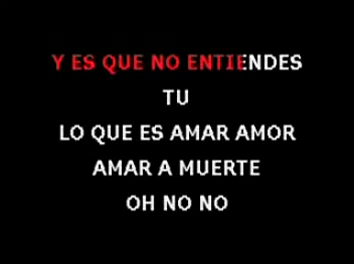 Y ES QUE NO ENTIENDES
TU
LO QUE ES AMAR AMOR
AMAR A MUERTE
OH NO NO